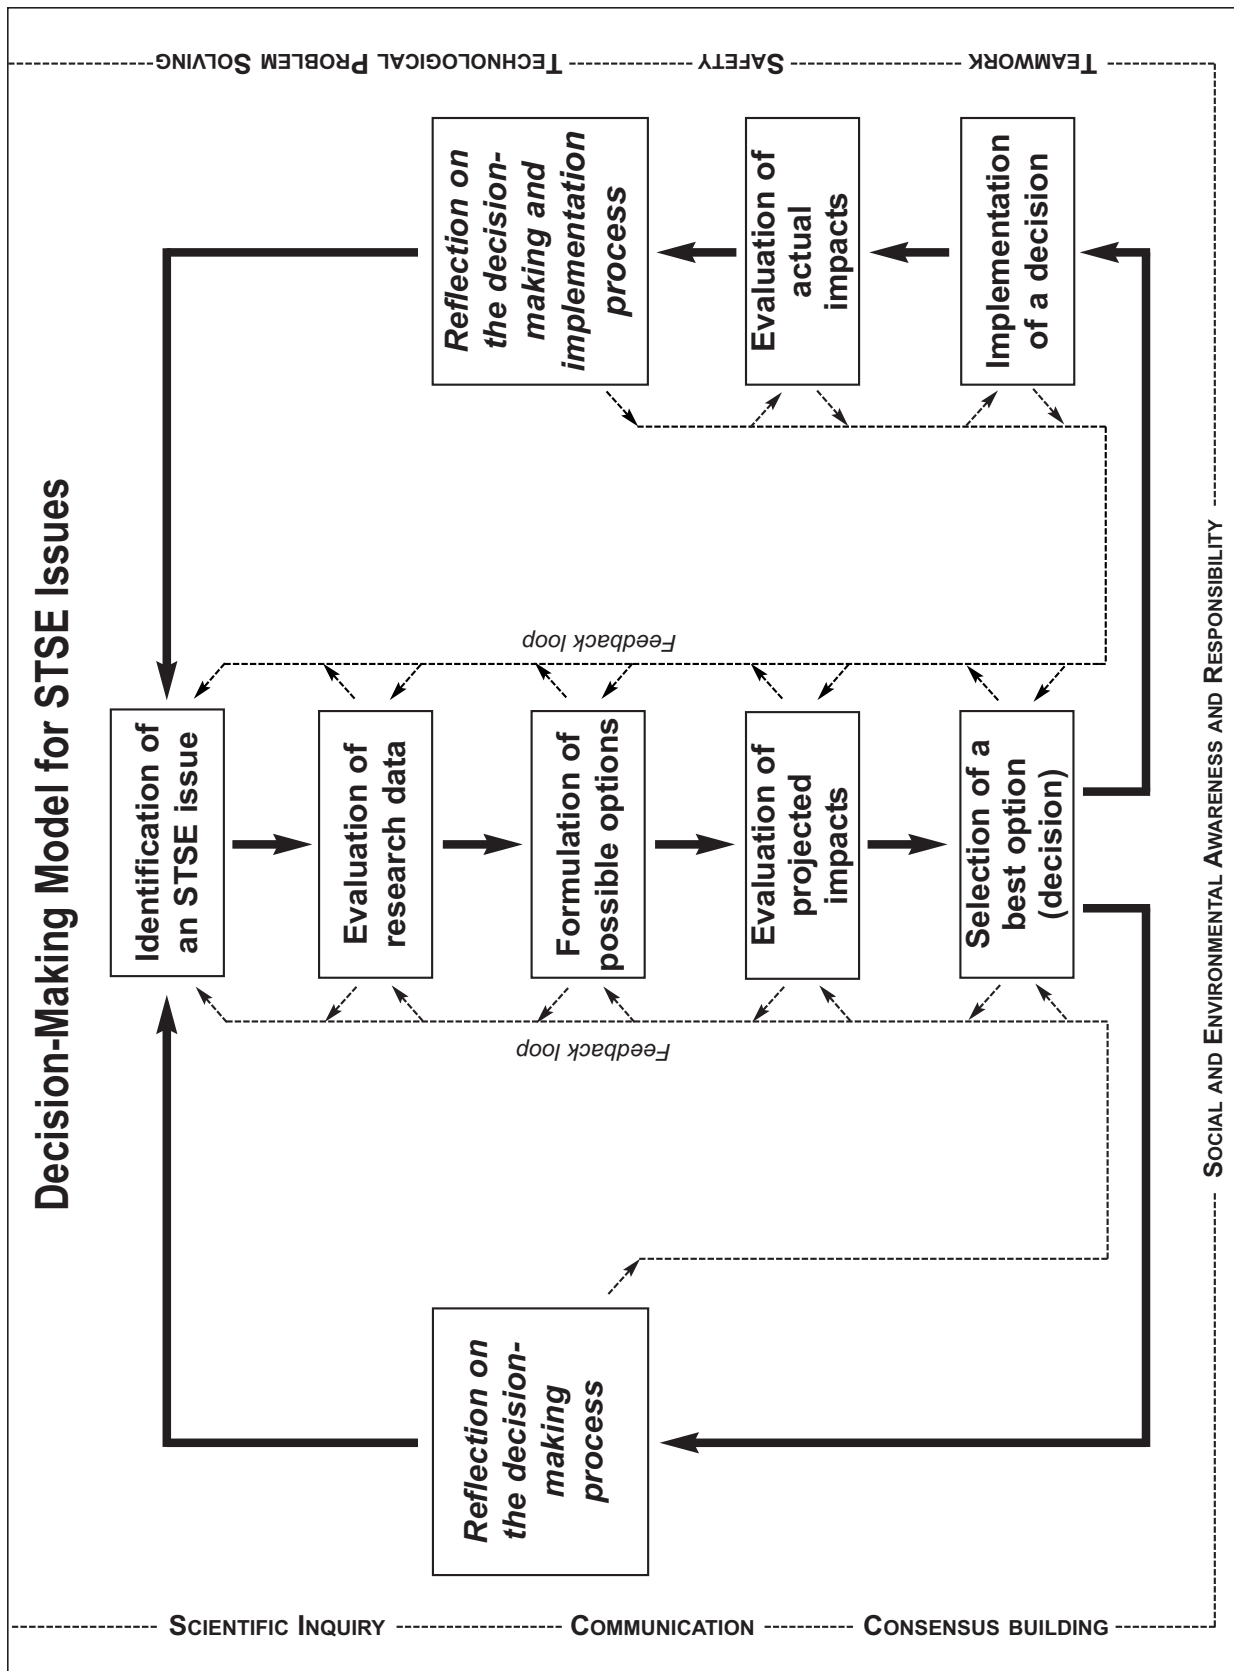 Decision-Making Model for STSE Issues
Identification of
an STSE issue
Evaluation of
research data
Formulation of
possible options
Evaluation of
projected
impacts
Selection of a
best option
(decision)
Feedback loop
Feedback loop
Reflection on
the decision-
making
process
Implementation
of a decision
Evaluation of
actual
impacts
Reflection on
the decision-
making and
implementation
process
SCIENTIFIC INQUIRY
COMMUNICATION
CONSENSUS BUILDING
SOCIAL AND ENVIRONMENTAL AWARENESS AND RESPONSIBILITY
TEAMWORK
SAFETY
TECHNOLOGICAL PROBLEM SOLVING